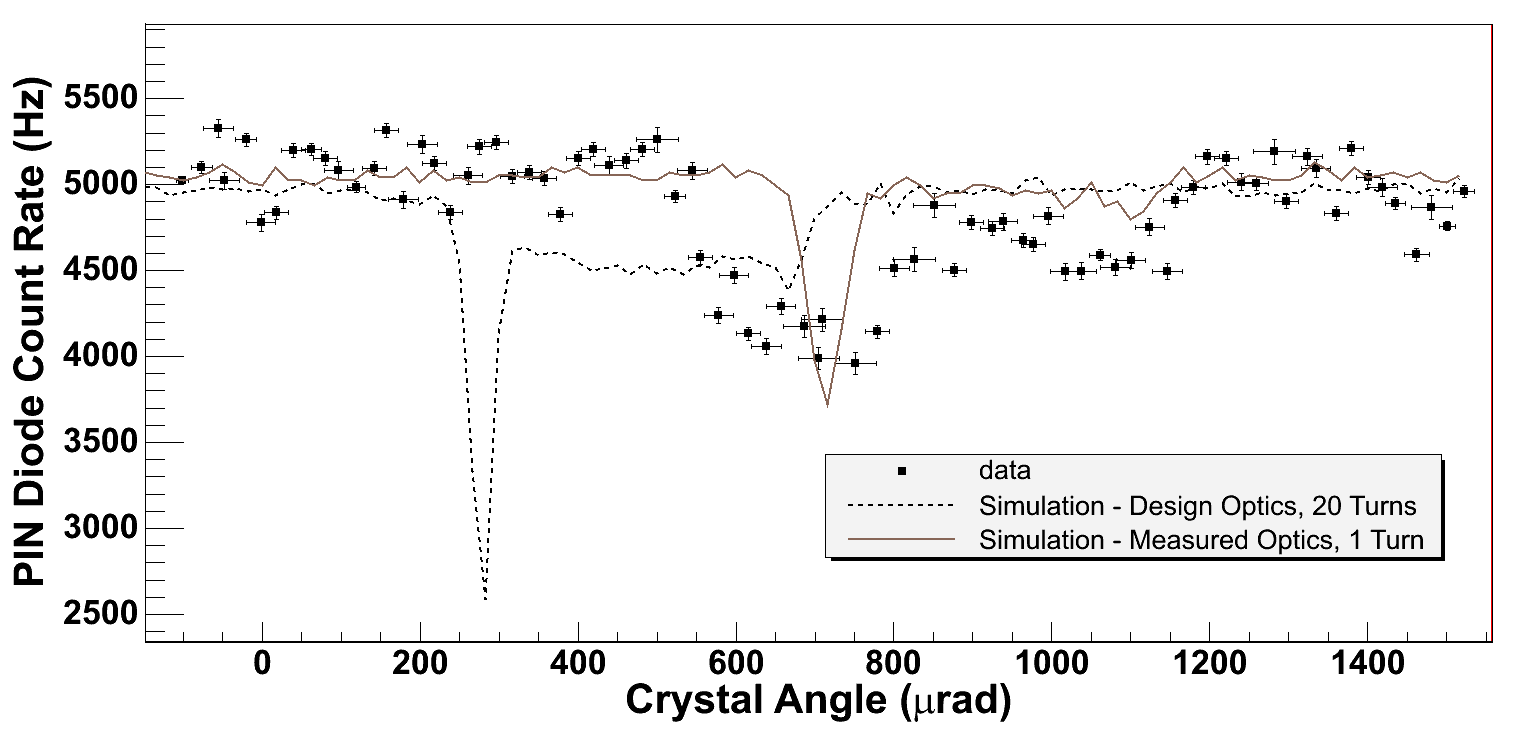 PIN Diode Count Rate (Hz)
5500
5000
4500
4000
3500
3000
2500
data
Simulation - Design Optics, 20 Turns
Simulation - Measured Optics, 1 Turn
0 200 400 600 800 1000 1200 1400
Crystal Angle (μrad)